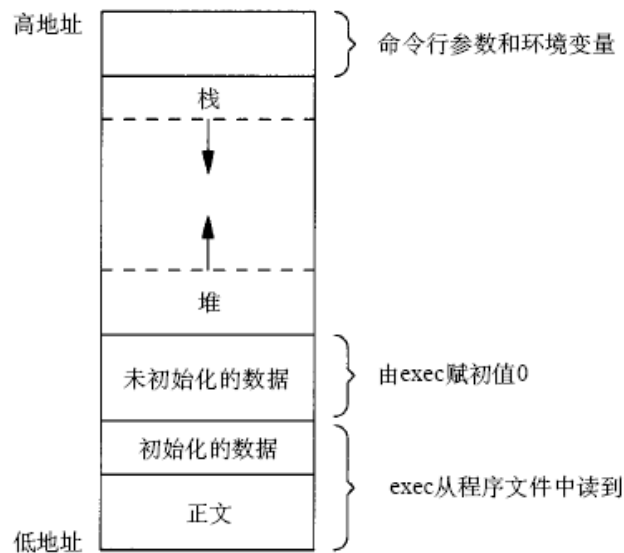 高地址
命令行参数和环境变量
栈
堆
未初始化的数据
由exec赋初值0
初始化的数据
exec从程序文件中读到
正文
低地址